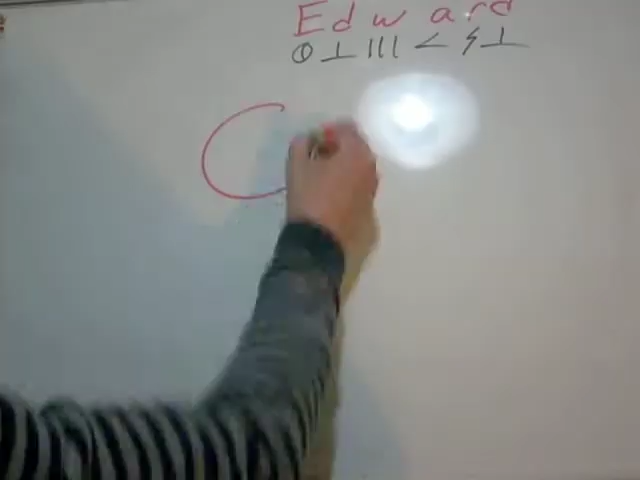 Edward
⏀ ⊥ ||| < ϟ ⊥